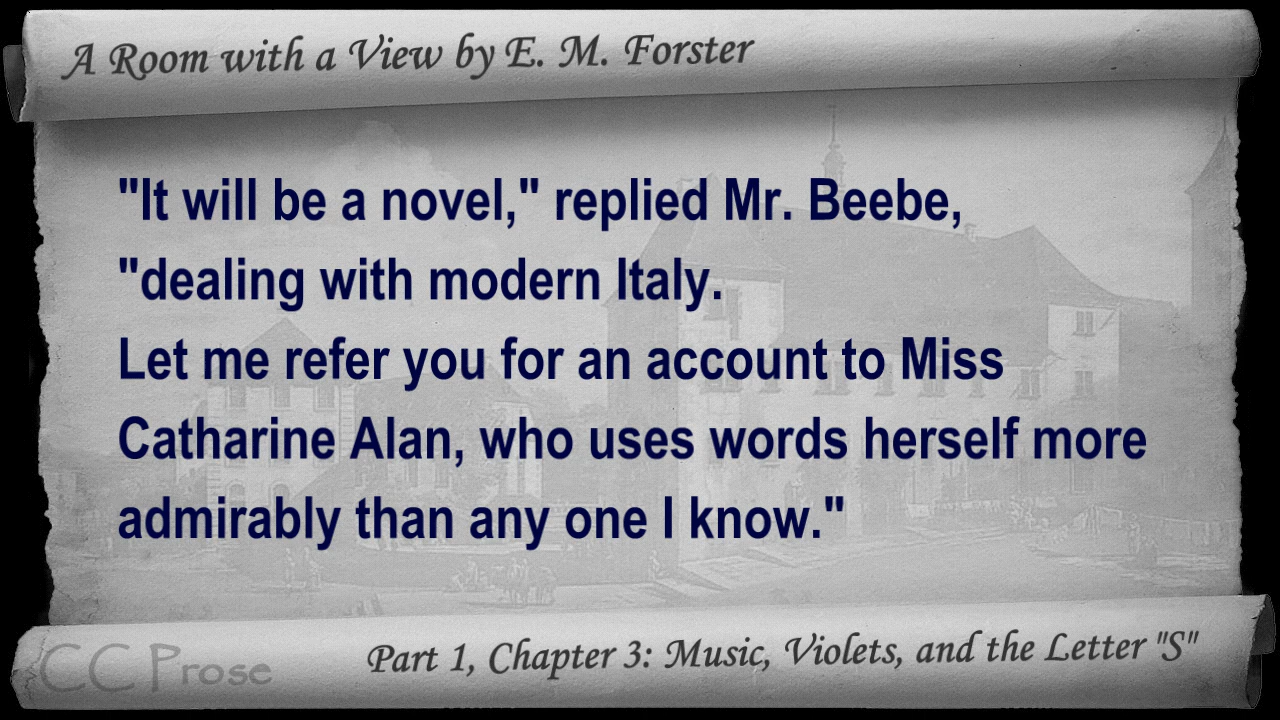 A Room with a View by E. M. Forster
"It will be a novel," replied Mr. Beebe,
"dealing with modern Italy.
Let me refer you for an account to Miss
Catharine Alan, who uses words herself more
admirably than any one I know."
CC Prose
Part 1, Chapter 3: Music, Violets, and the Letter "S"